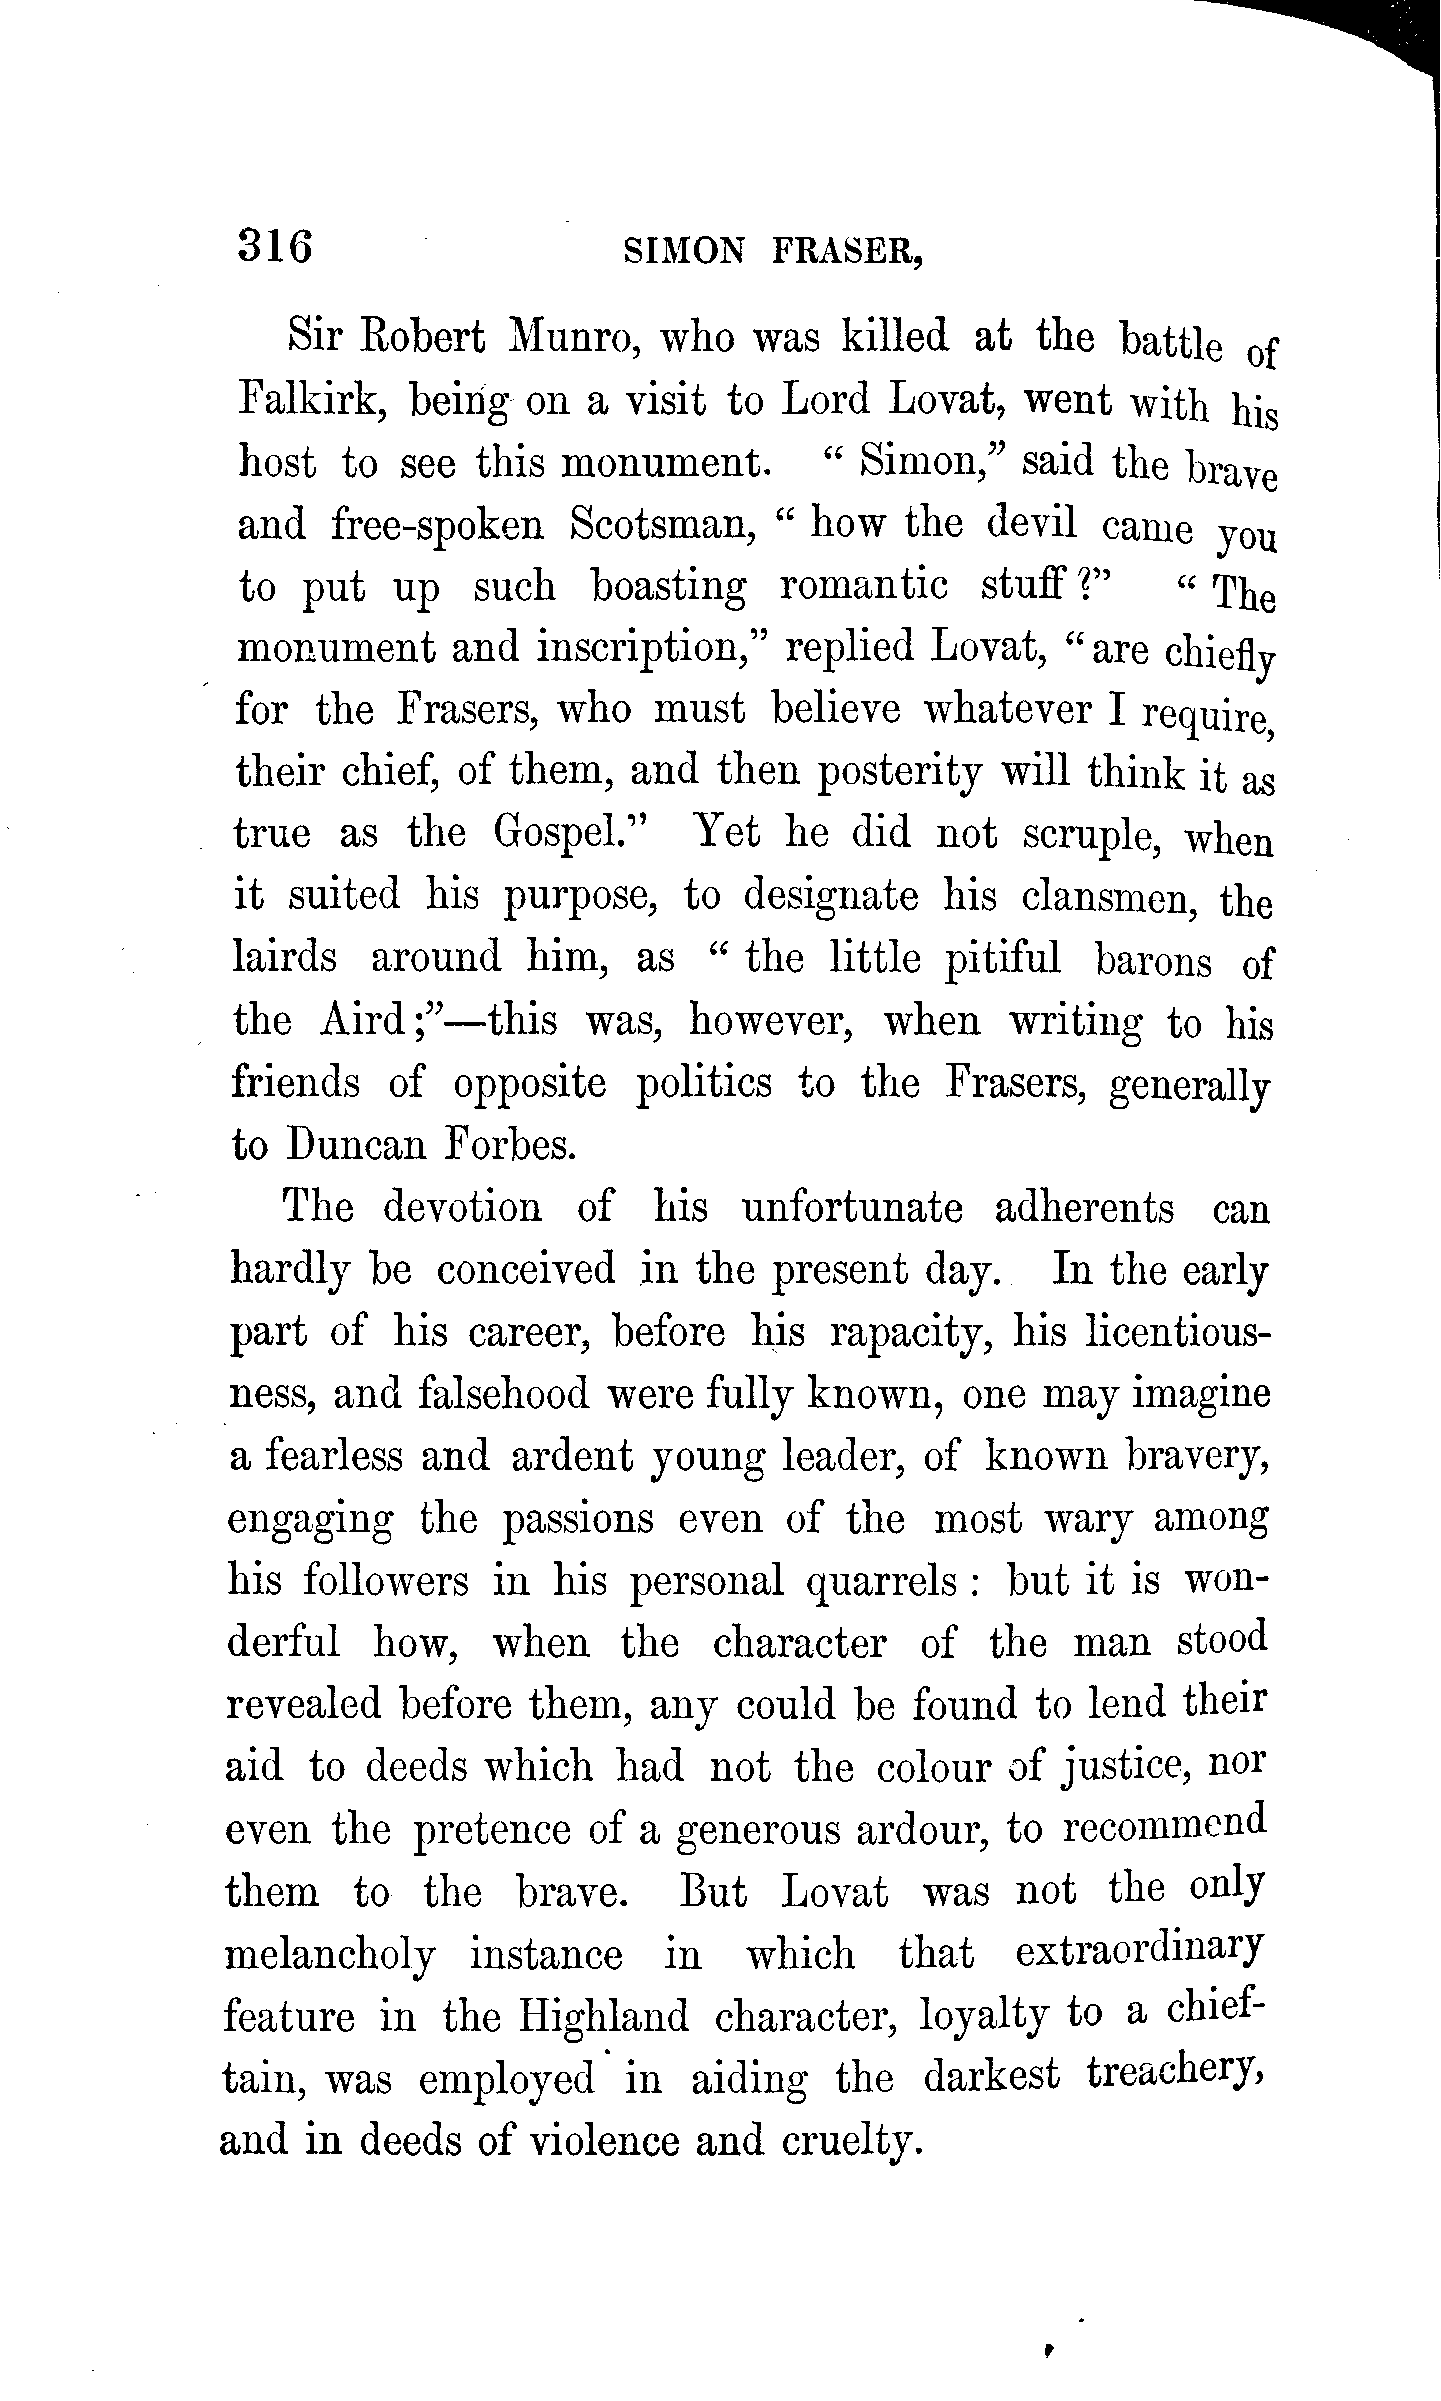 316 SIMON FRASER,
Sir Robert Munro, who was killed at the battle of
Falkirk, being on a visit to Lord Lovat, went with his
host to see this monument. “ Simon,” said the brave
and free-spoken Scotsman, “ how the devil came you
to put up such boasting romantic stuff?” “ The
monument and inscription,” replied Lovat, “are chiefly
for the Frasers, who must believe whatever I require,
their chief, of them, and then posterity will think it as
true as the Gospel.” Yet he did not scruple, when
it suited his purpose, to designate his clansmen, the
lairds around him, as “ the little pitiful barons of
the Aird;”—this was, however, when writing to his
friends of opposite politics to the Frasers, generally
to Duncan Forbes.
The devotion of his unfortunate adherents can
hardly be conceived in the present day. In the early
part of his career, before his rapacity, his licentious-
ness, and falsehood were fully known, one may imagine
a fearless and ardent young leader, of known bravery,
engaging the passions even of the most wary among
his followers in his personal quarrels : but it is won-
derful how, when the character of the man stood
revealed before them, any could be found to lend their
aid to deeds which had not the colour of justice, nor
even the pretence of a generous ardour, to recommend
them to the brave. But Lovat was not the only
melancholy instance in which that extraordinary
feature in the Highland character, loyalty to a chief-
tain, was employed in aiding the darkest treachery,
and in deeds of violence and cruelty.